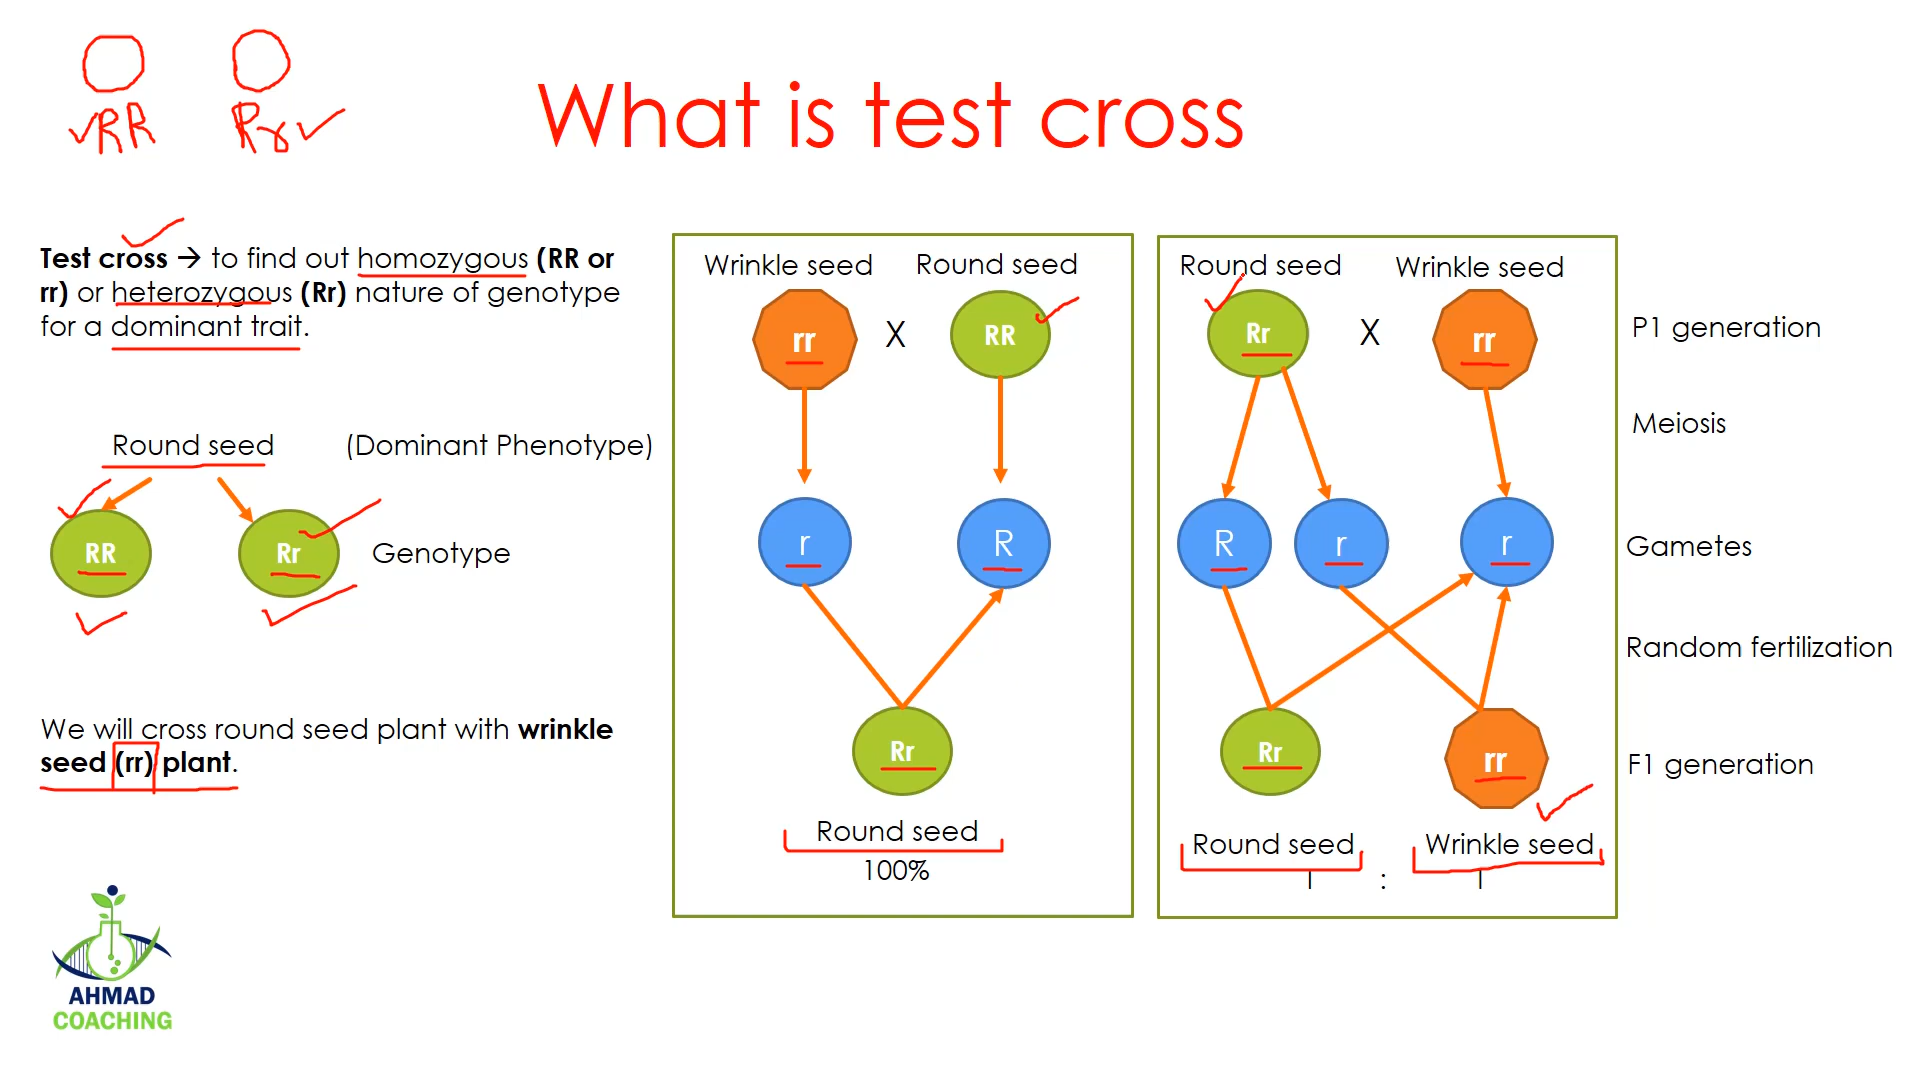 RR Rr
What is test cross
Test cross → to find out homozygous (RR or
rr) or heterozygous (Rr) nature of genotype
for a dominant trait.
Round seed (Dominant Phenotype)
RR Rr Genotype
We will cross round seed plant with wrinkle
seed (rr) plant.
AHMAD
COACHING
Wrinkle seed Round seed
rr X RR
r R
Rr
Round seed
100%
Round seed Wrinkle seed
Rr X rr
R r r
Rr rr
Round seed Wrinkle seed
1 : 1
P1 generation
Meiosis
Gametes
Random fertilization
F1 generation